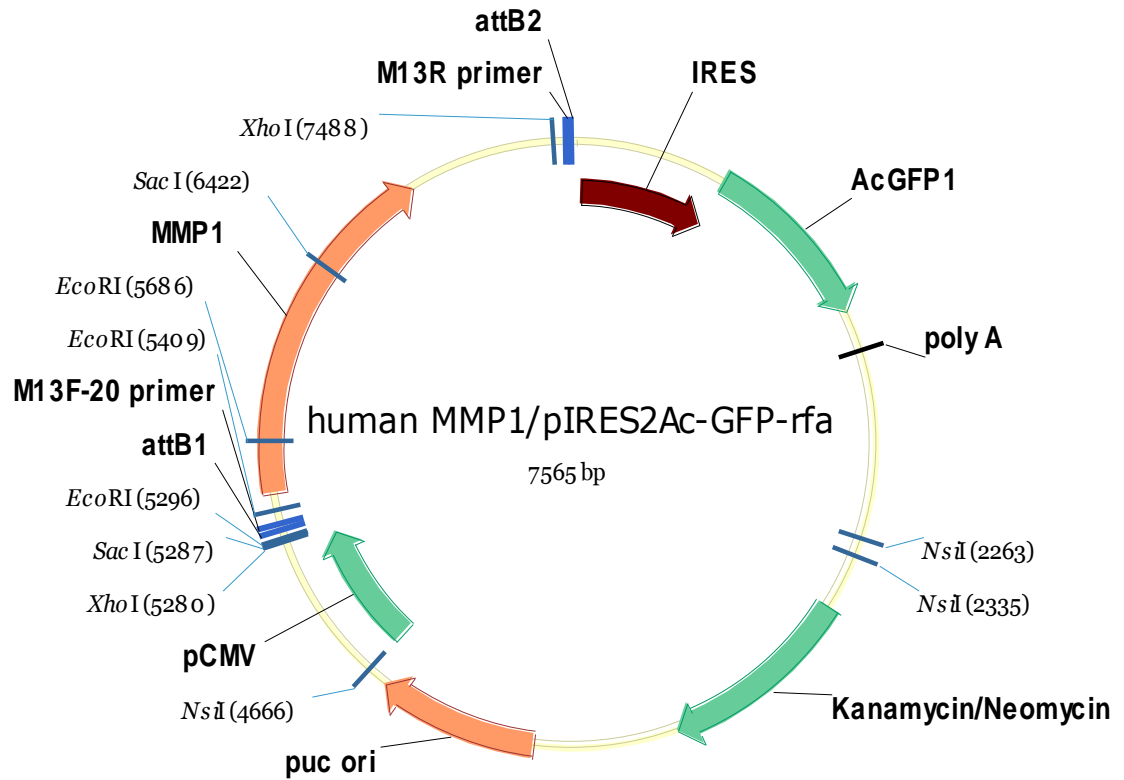 attB2
M13R primer
IRES
XhoI (7488)
SacI (6422)
AcGFP1
MMP1
EcoRI (5686)
EcoRI (5409)
poly A
M13F-20 primer
human MMP1/pIRES2Ac-GFP-rfa
attB1
7565 bp
EcoRI (5296)
NsiI (2263)
SacI (5287)
XhoI (5280)
NsiI (2335)
pCMV
NsiI (4666)
Kanamycin/Neomycin
puc ori